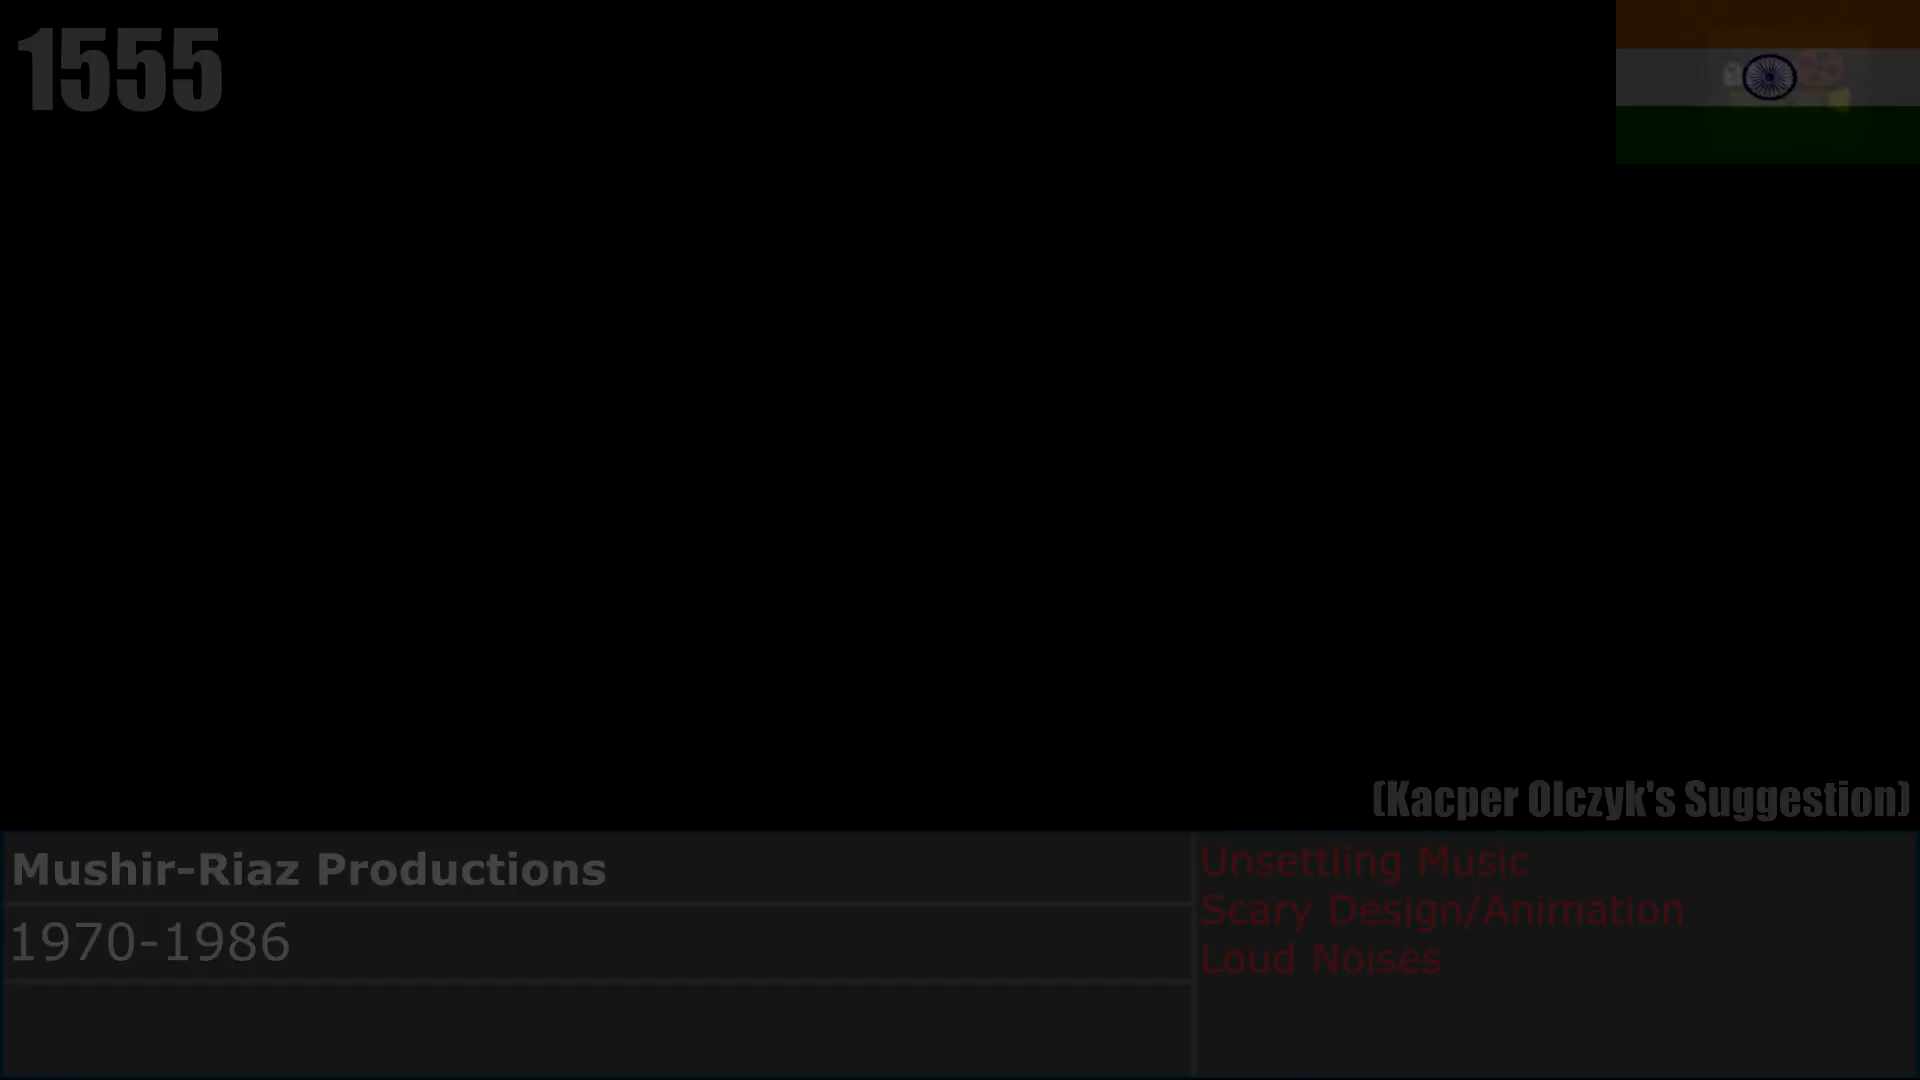 1555
(Kacper Olczyk's Suggestion)
Mushir-Riaz Productions
1970-1986
Unsettling Music
Scary Design/Animation
Loud Noises